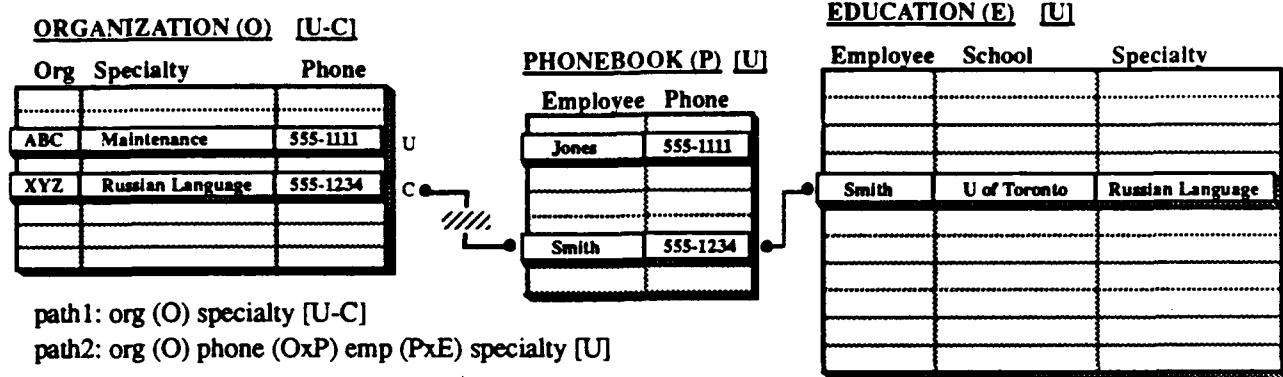 ORGANIZATION (O) [U-C]
Org Specialty Phone
ABC Maintenance 555-1111 U
XYZ Russian Language 555-1234 C
PHONEBOOK (P) [U]
Employee Phone
Jones 555-1111
Smith 555-1234
EDUCATION (E) [U]
Employee School Specialty
Smith U of Toronto Russian Language
path1: org (O) specialty [U-C]
path2: org (O) phone (OxP) emp (PxE) specialty [U]